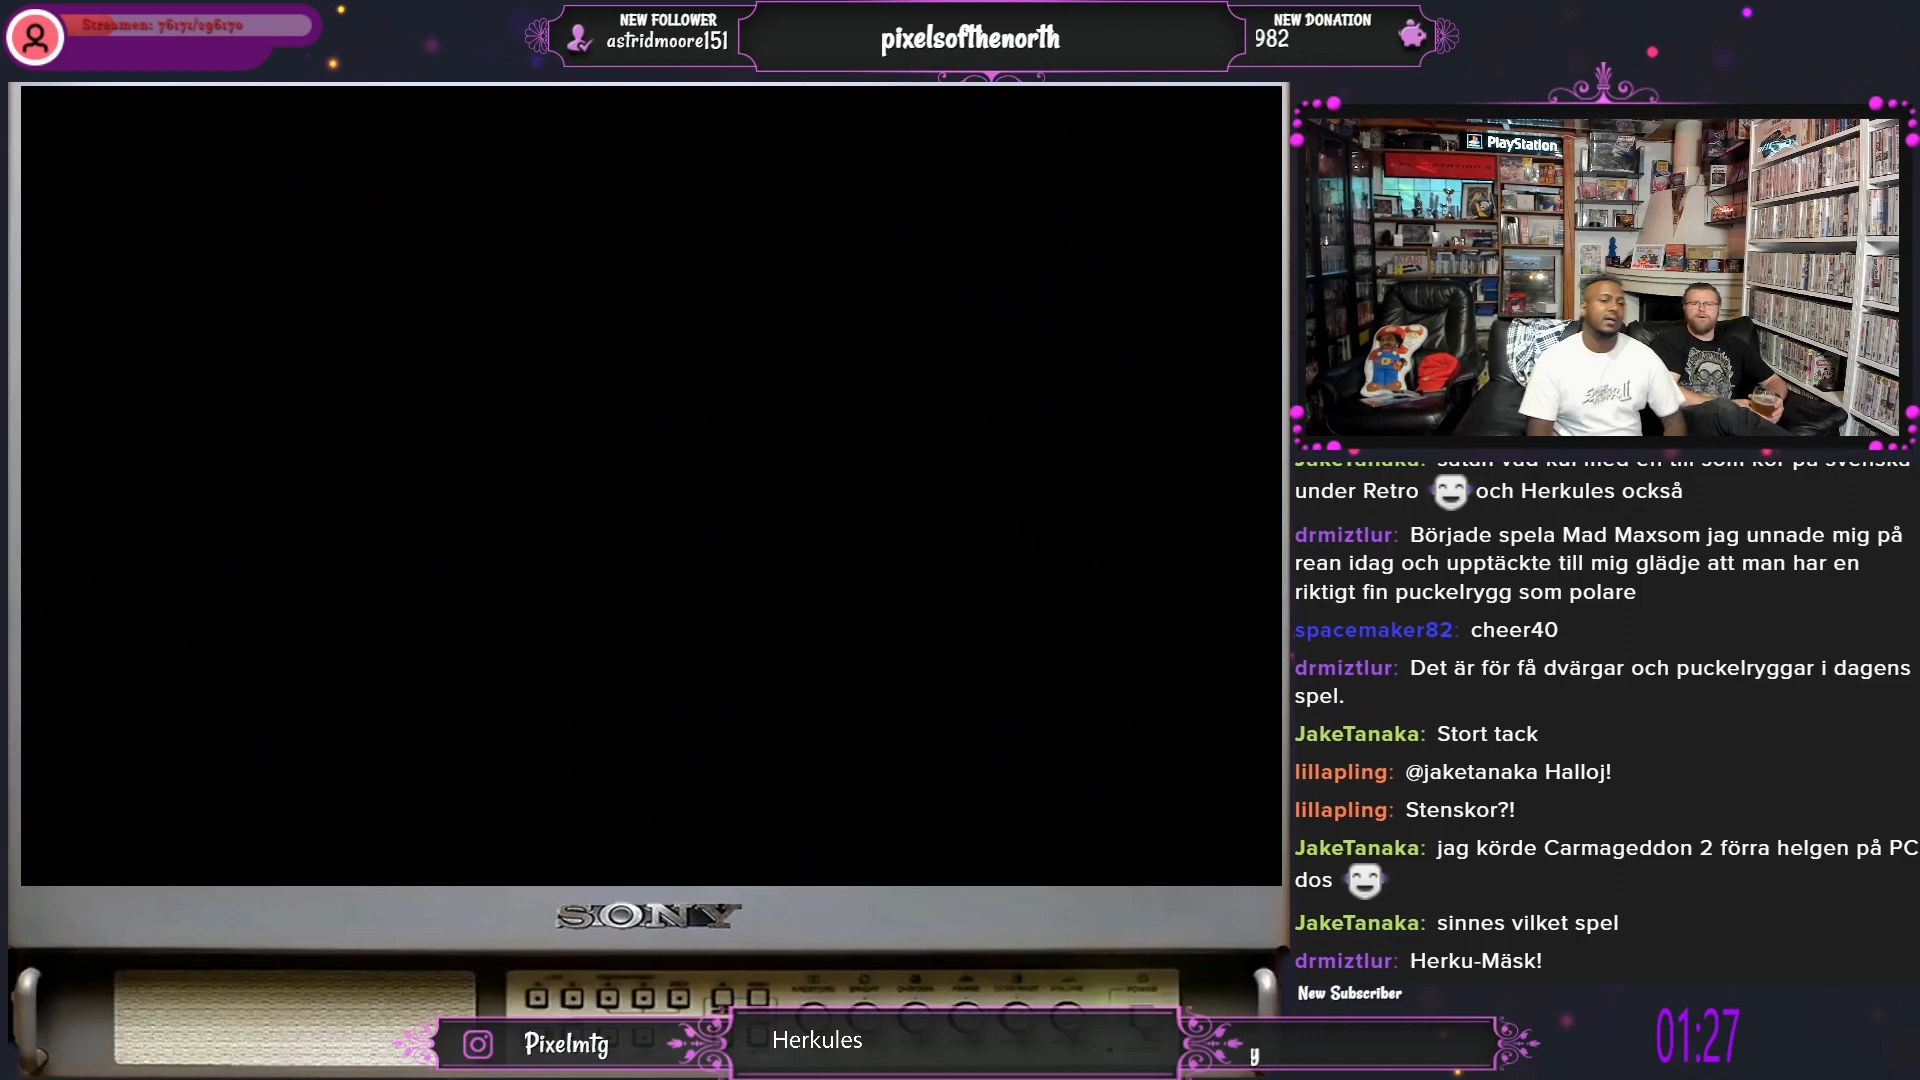 Streamen: 76171/196170
NEW FOLLOWER
astridmoore151
pixelsofthenorth
NEW DONATION
982
PlayStation
under Retro och Herkules också
drmiztlur: Började spela Mad Maxsom jag unnade mig på
rean idag och upptäckte till mig glädje att man har en
riktigt fin puckelrygg som polare
spacemaker82: cheer40
drmiztlur: Det är för få dvärgar och puckelryggar i dagens
spel.
JakeTanaka: Stort tack
lillapling: @jaketanaka Halloj!
lillapling: Stenskor?!
JakeTanaka: jag körde Carmageddon 2 förra helgen på PC
dos
JakeTanaka: sinnes vilket spel
drmiztlur: Herku-Mäsk!
New Subscriber
SONY
Pixelmtg
Herkules
y
01:27